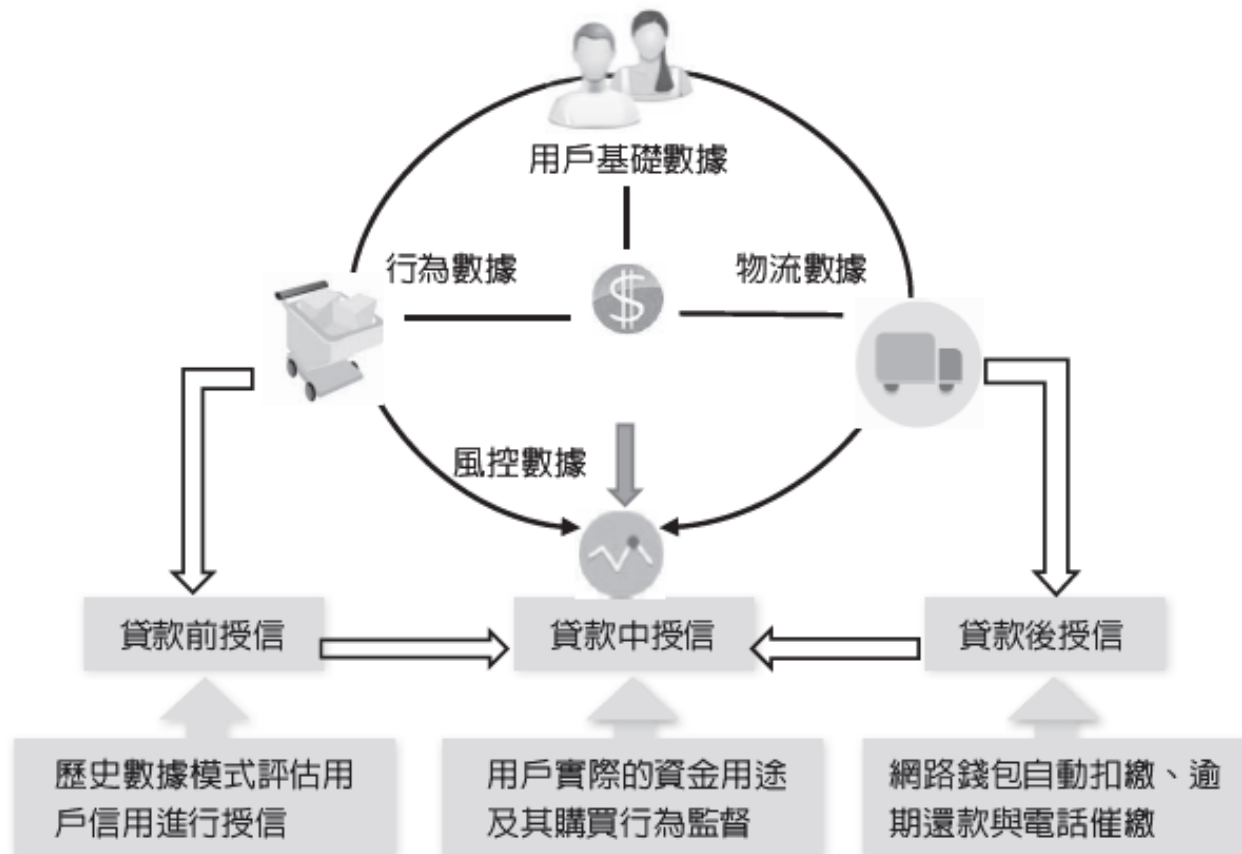 用戶基礎數據
行為數據
物流數據
風控數據
貸款前授信
貸款中授信
貸款後授信
歷史數據模式評估用
戶信用進行授信
用戶實際的資金用途
及其購買行為監督
網路錢包自動扣繳、逾
期還款與電話催繳